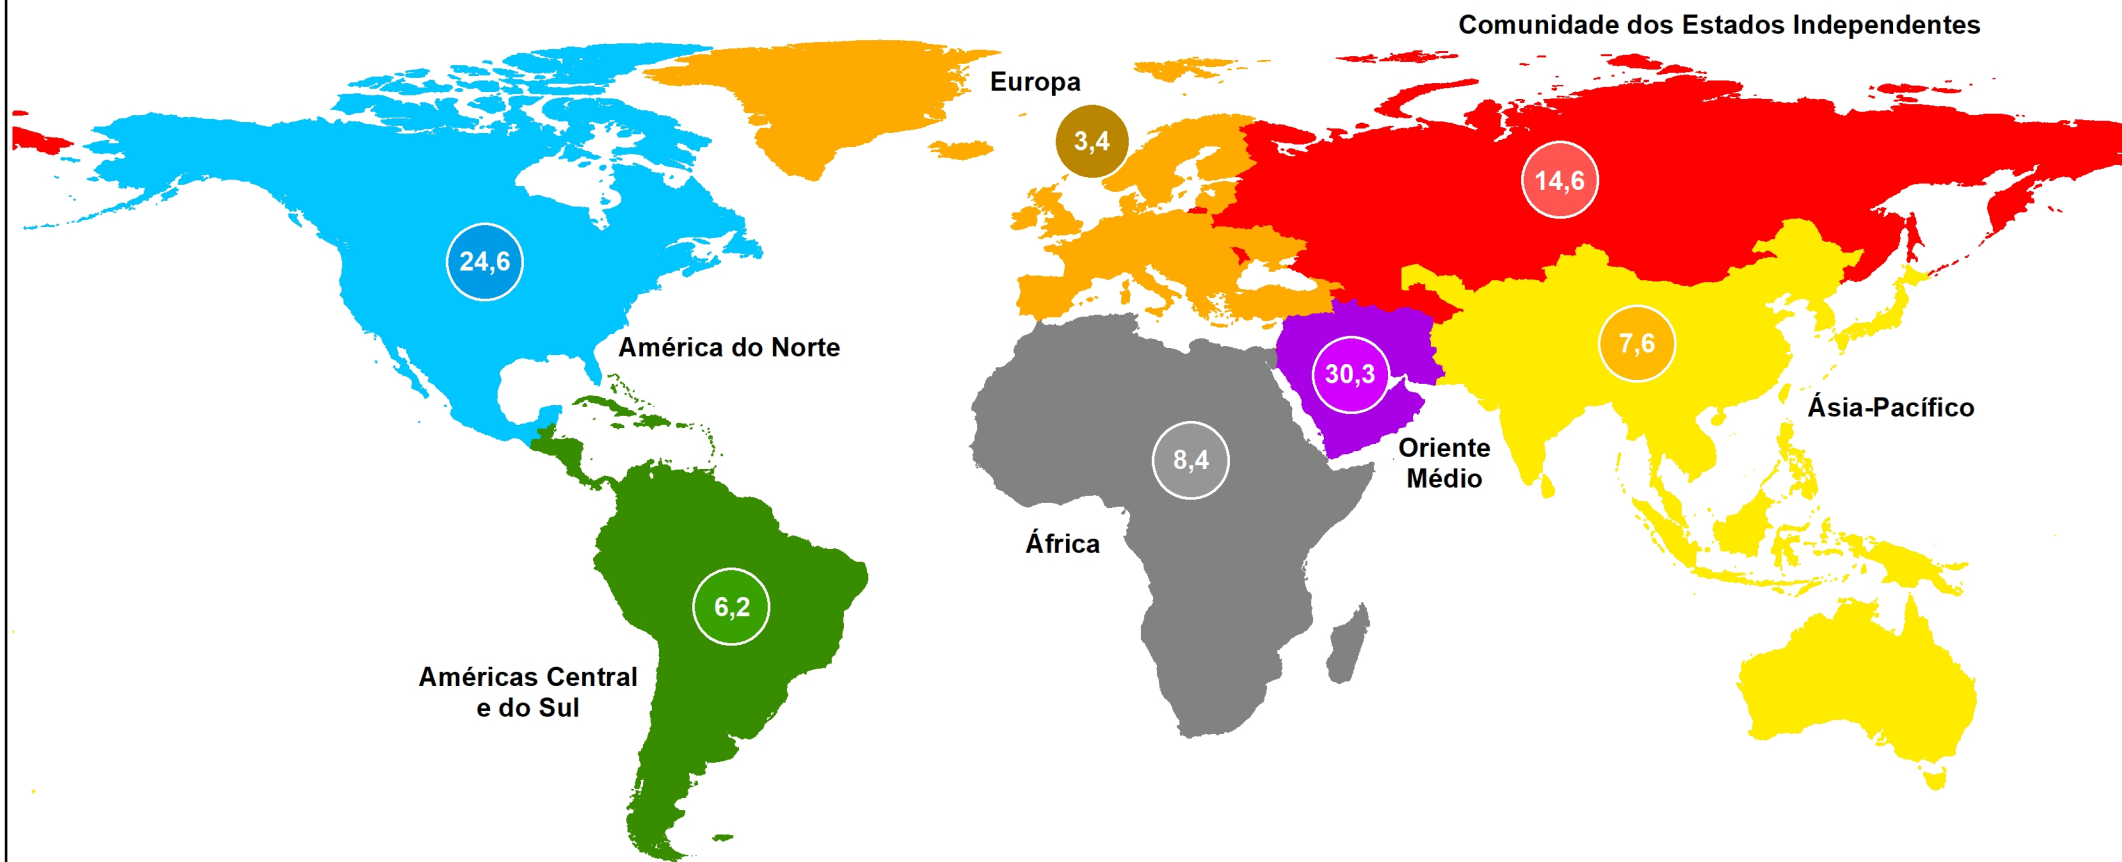 Comunidade dos Estados Independentes
Europa
3,4
14,6
24,6
América do Norte
7,6
30,3
Ásia-Pacífico
Oriente
Médio
8,4
África
6,2
Américas Central
e do Sul